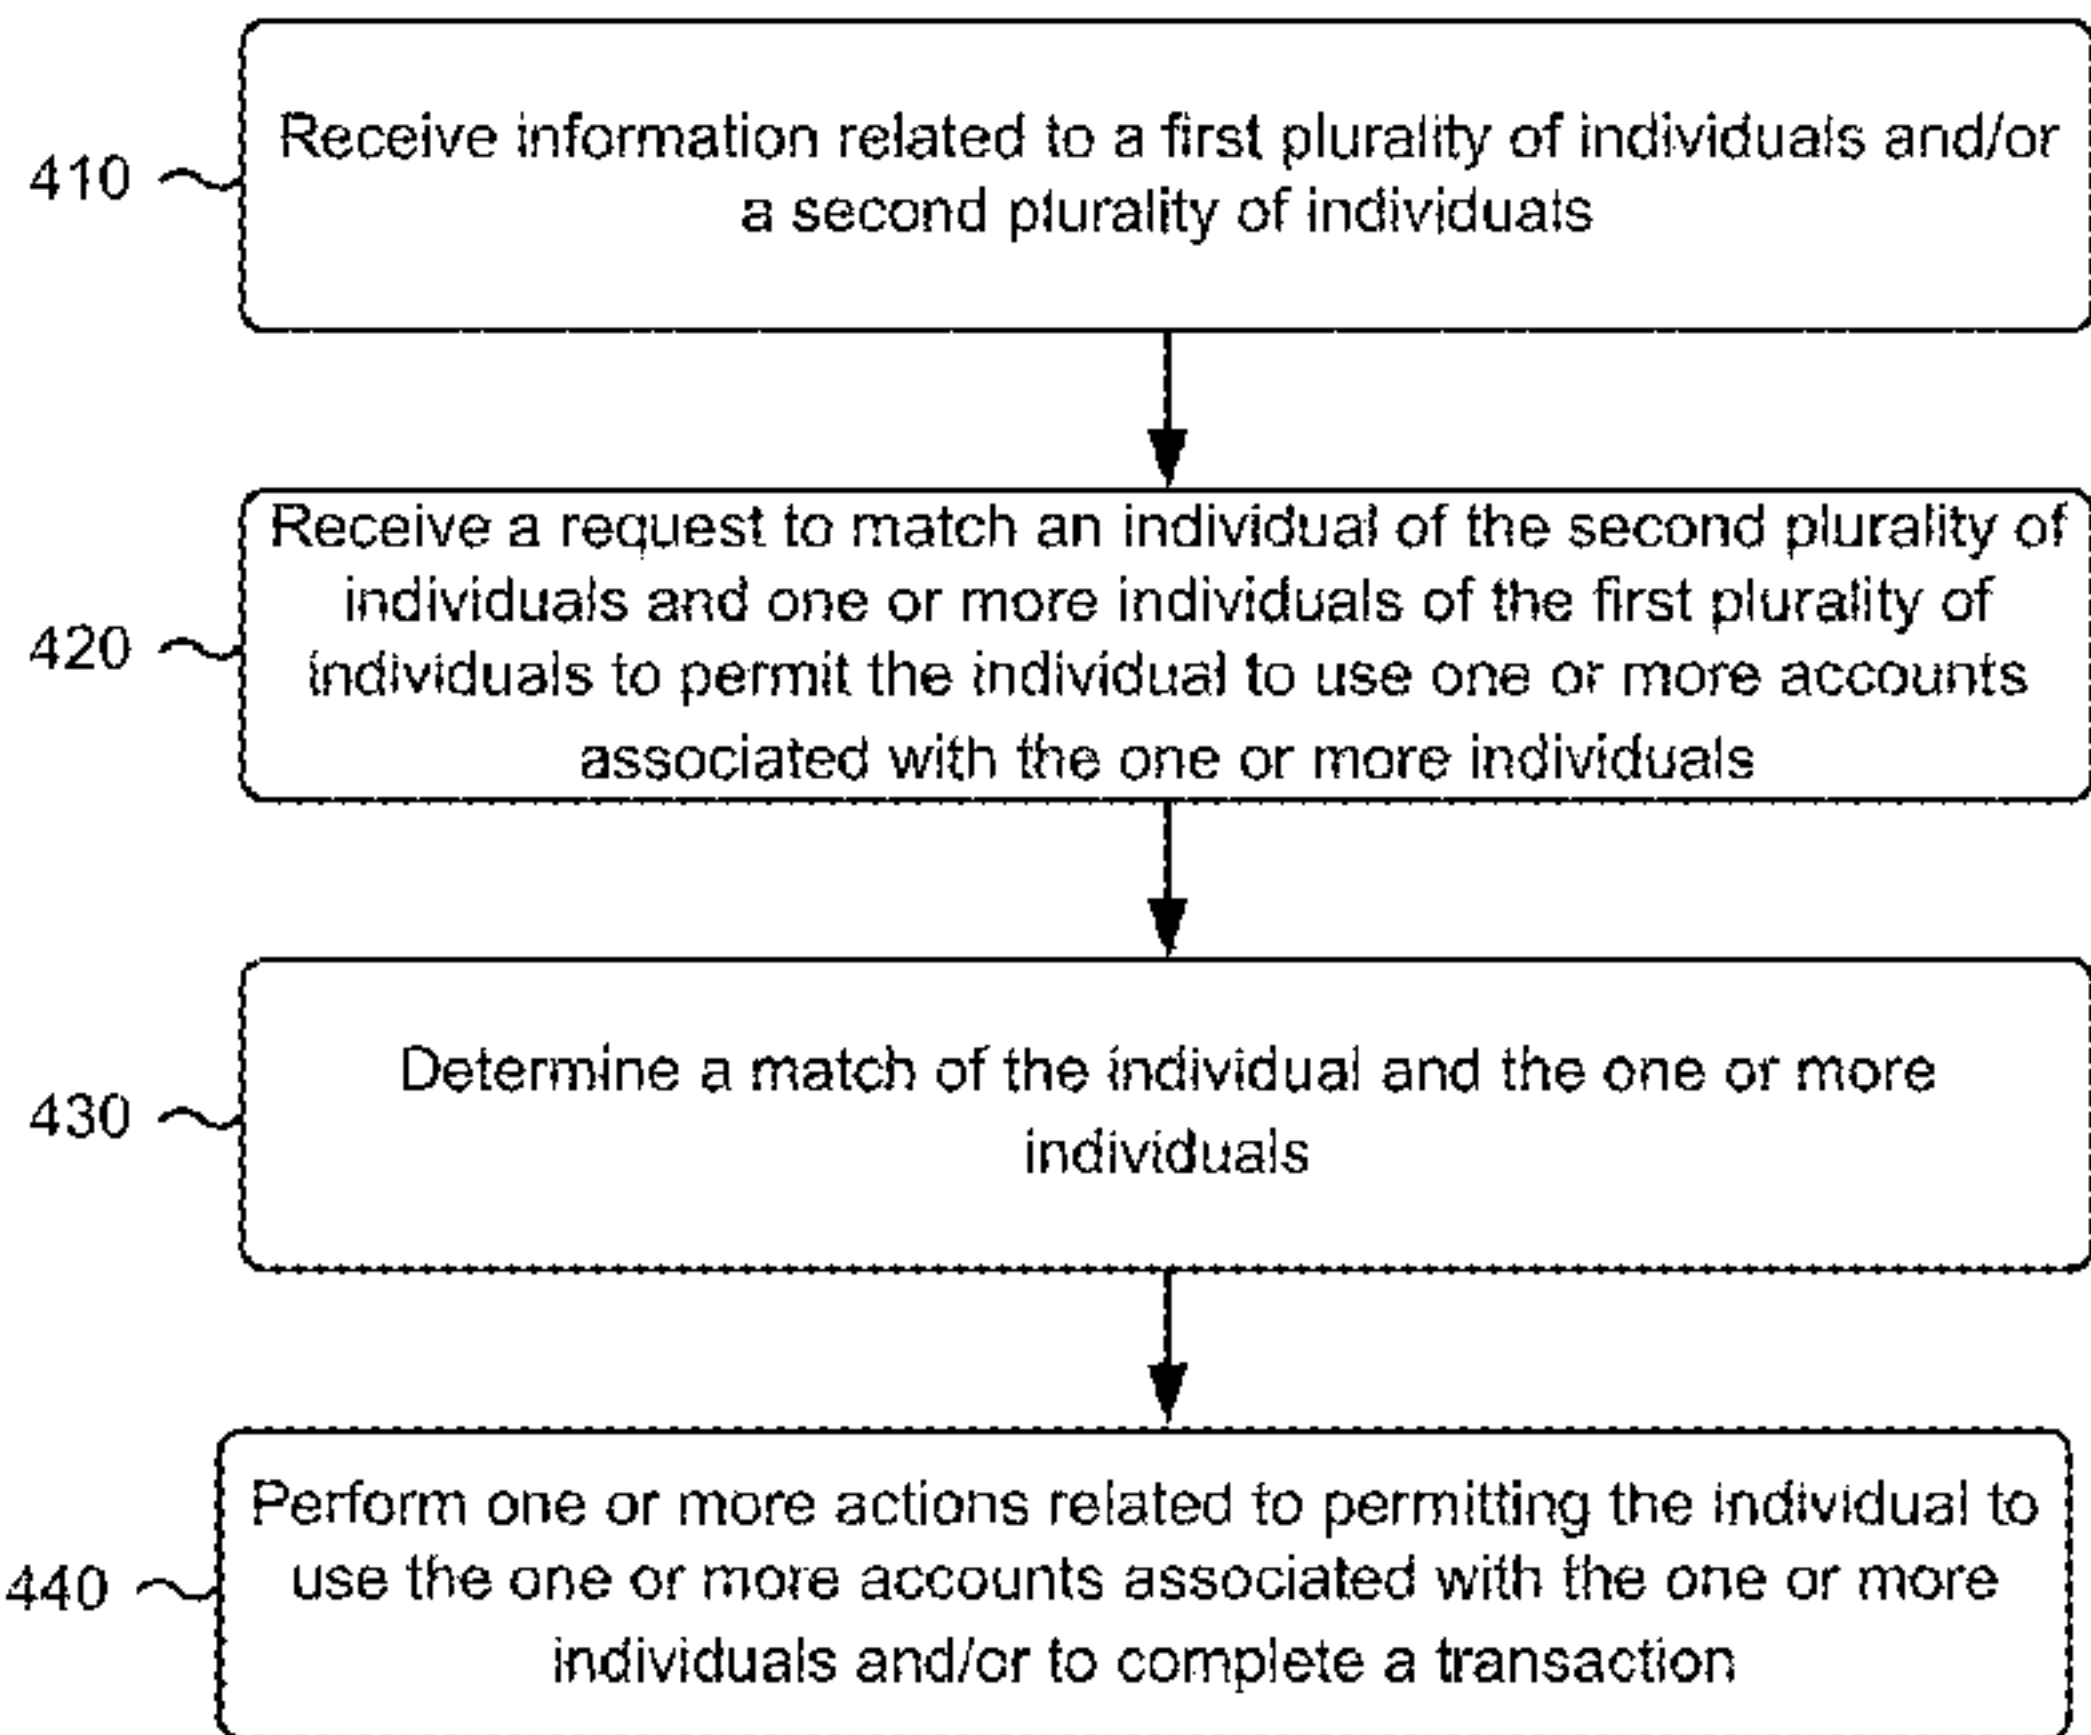 410
Receive information related to a first plurality of individuals and/or
a second plurality of individuals
420
Receive a request to match an individual of the second plurality of
individuals and one or more individuals of the first plurality of
individuals to permit the individual to use one or more accounts
associated with the one or more individuals
430
Determine a match of the individual and the one or more
individuals
440
Perform one or more actions related to permitting the individual to
use the one or more accounts associated with the one or more
individuals and/or to complete a transaction